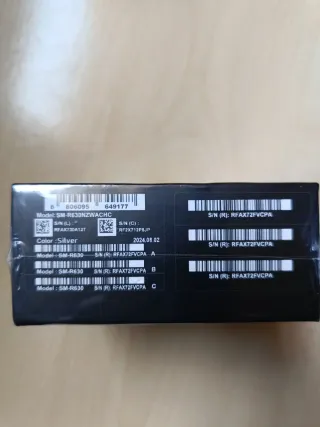 8 806095 649177
Model: SM-R630NZWACHC
S/N (L):
S/N (C):
Color :Silver
2024.08.02
Model : SM-R630 S/N (R): RFAX72FVCPA A
Model : SM-R630 S/N (R): RFAX72FVCPA B
Model : SM-R630 S/N (R): RFAX72FVCPA C
S/N (R): RFAX72FVCPA
S/N (R): RFAX72FVCPA
S/N (R): RFAX72FVCPA